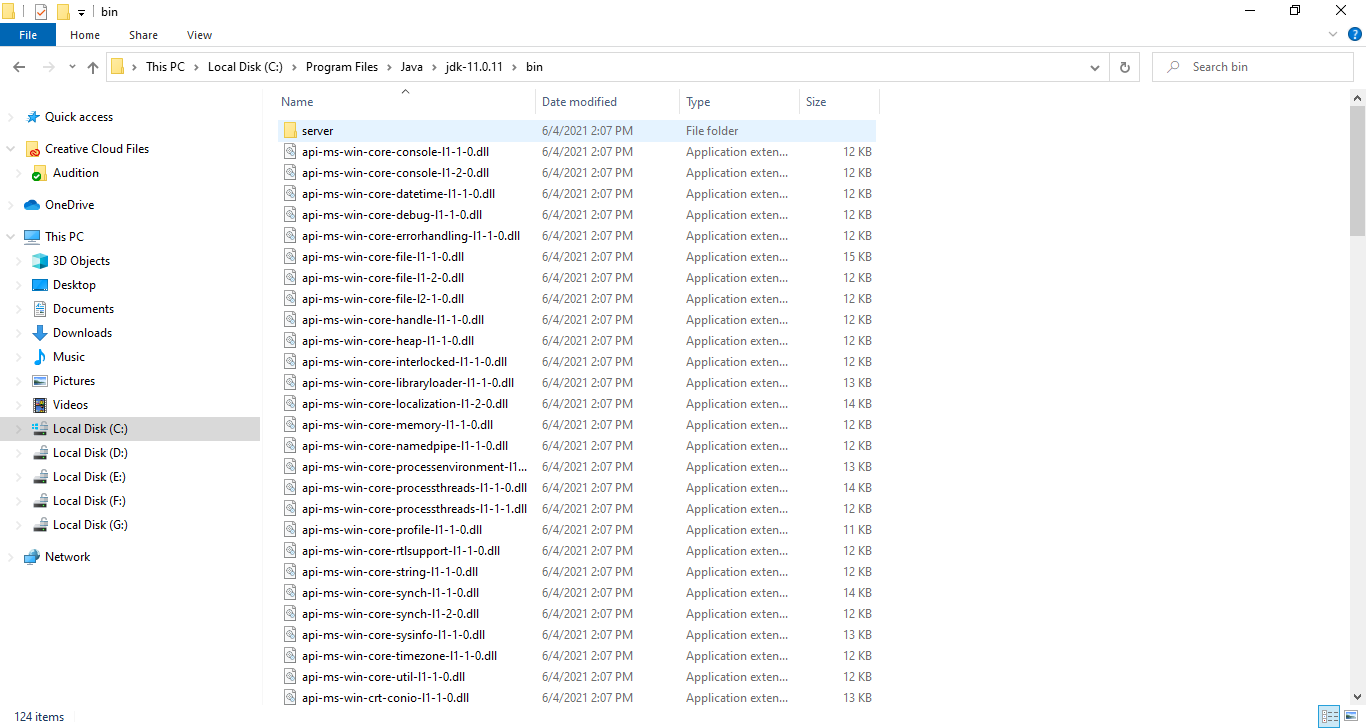 bin
File Home Share View
This PC Local Disk (C:) Program Files Java jdk-11.0.11 bin Search bin
Quick access
Creative Cloud Files
Audition
OneDrive
This PC
3D Objects
Desktop
Documents
Downloads
Music
Pictures
Videos
Local Disk (C:)
Local Disk (D:)
Local Disk (E:)
Local Disk (F:)
Local Disk (G:)
Network
Name Date modified Type Size
server 6/4/2021 2:07 PM File folder
api-ms-win-core-console-l1-1-0.dll 6/4/2021 2:07 PM Application exten... 12 KB
api-ms-win-core-console-l1-2-0.dll 6/4/2021 2:07 PM Application exten... 12 KB
api-ms-win-core-datetime-l1-1-0.dll 6/4/2021 2:07 PM Application exten... 12 KB
api-ms-win-core-debug-l1-1-0.dll 6/4/2021 2:07 PM Application exten... 12 KB
api-ms-win-core-errorhandling-l1-1-0.dll 6/4/2021 2:07 PM Application exten... 12 KB
api-ms-win-core-file-l1-1-0.dll 6/4/2021 2:07 PM Application exten... 15 KB
api-ms-win-core-file-l1-2-0.dll 6/4/2021 2:07 PM Application exten... 12 KB
api-ms-win-core-file-l2-1-0.dll 6/4/2021 2:07 PM Application exten... 12 KB
api-ms-win-core-handle-l1-1-0.dll 6/4/2021 2:07 PM Application exten... 12 KB
api-ms-win-core-heap-l1-1-0.dll 6/4/2021 2:07 PM Application exten... 12 KB
api-ms-win-core-interlocked-l1-1-0.dll 6/4/2021 2:07 PM Application exten... 12 KB
api-ms-win-core-libraryloader-l1-1-0.dll 6/4/2021 2:07 PM Application exten... 13 KB
api-ms-win-core-localization-l1-2-0.dll 6/4/2021 2:07 PM Application exten... 14 KB
api-ms-win-core-memory-l1-1-0.dll 6/4/2021 2:07 PM Application exten... 12 KB
api-ms-win-core-namedpipe-l1-1-0.dll 6/4/2021 2:07 PM Application exten... 12 KB
api-ms-win-core-processenvironment-l1... 6/4/2021 2:07 PM Application exten... 13 KB
api-ms-win-core-processthreads-l1-1-0.dll 6/4/2021 2:07 PM Application exten... 14 KB
api-ms-win-core-processthreads-l1-1-1.dll 6/4/2021 2:07 PM Application exten... 12 KB
api-ms-win-core-profile-l1-1-0.dll 6/4/2021 2:07 PM Application exten... 11 KB
api-ms-win-core-rtlsupport-l1-1-0.dll 6/4/2021 2:07 PM Application exten... 12 KB
api-ms-win-core-string-l1-1-0.dll 6/4/2021 2:07 PM Application exten... 12 KB
api-ms-win-core-synch-l1-1-0.dll 6/4/2021 2:07 PM Application exten... 14 KB
api-ms-win-core-synch-l1-2-0.dll 6/4/2021 2:07 PM Application exten... 12 KB
api-ms-win-core-sysinfo-l1-1-0.dll 6/4/2021 2:07 PM Application exten... 13 KB
api-ms-win-core-timezone-l1-1-0.dll 6/4/2021 2:07 PM Application exten... 12 KB
api-ms-win-core-util-l1-1-0.dll 6/4/2021 2:07 PM Application exten... 12 KB
api-ms-win-crt-conio-l1-1-0.dll 6/4/2021 2:07 PM Application exten... 13 KB
124 items